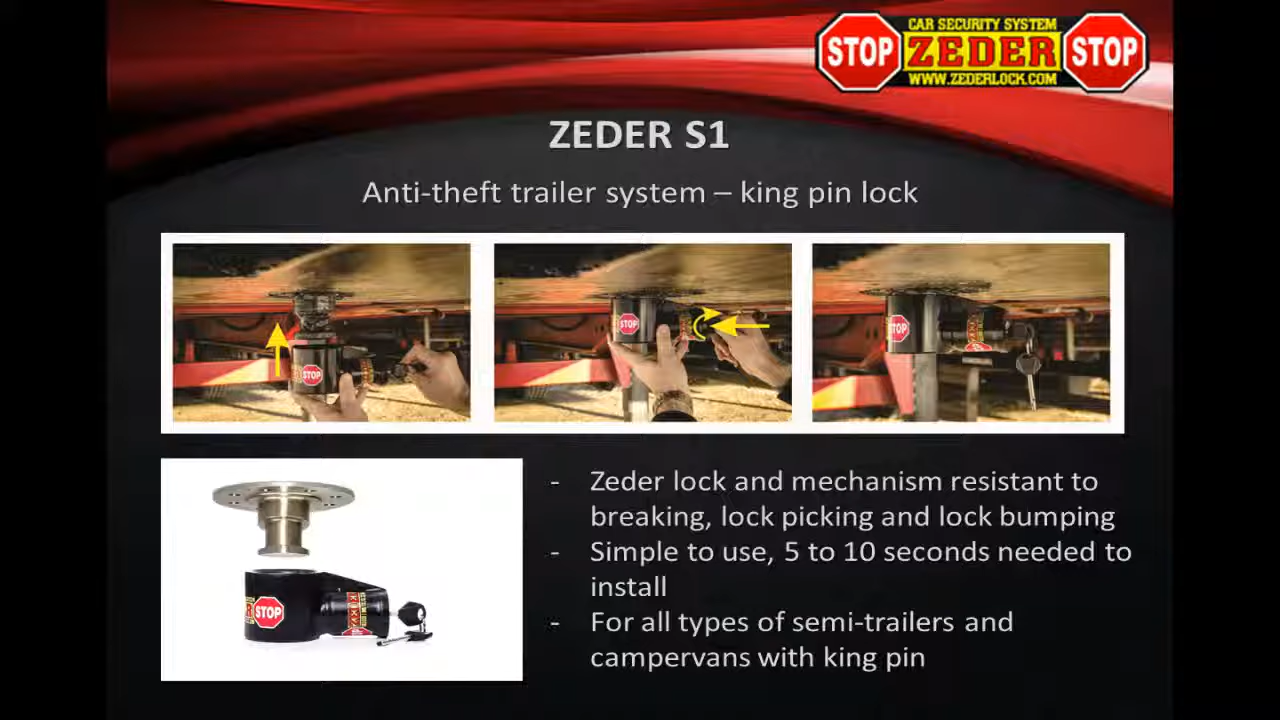 CAR SECURITY SYSTEM
STOP ZEDER STOP
WWW.ZEDERLOCK.COM
ZEDER S1
Anti-theft trailer system – king pin lock
STOP
STOP
STOP
STOP
- Zeder lock and mechanism resistant to
breaking, lock picking and lock bumping
- Simple to use, 5 to 10 seconds needed to
install
- For all types of semi-trailers and
campervans with king pin